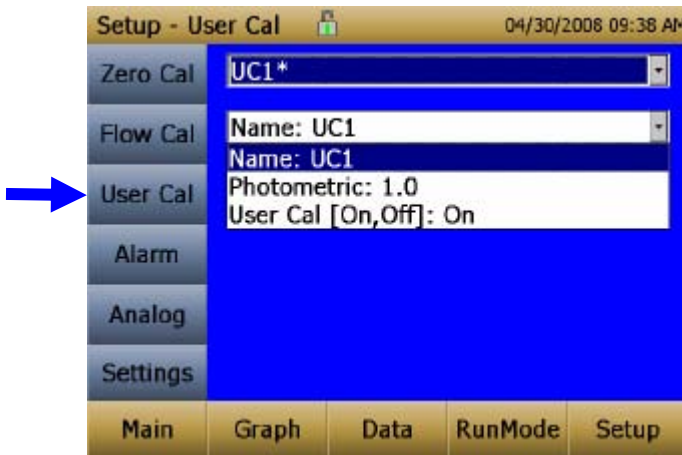 Setup - User Cal 04/30/2008 09:38 AM
Zero Cal
UC1*
Flow Cal
Name: UC1
Name: UC1
User Cal
Photometric: 1.0
User Cal [On,Off]: On
Alarm
Analog
Settings
Main Graph Data RunMode Setup